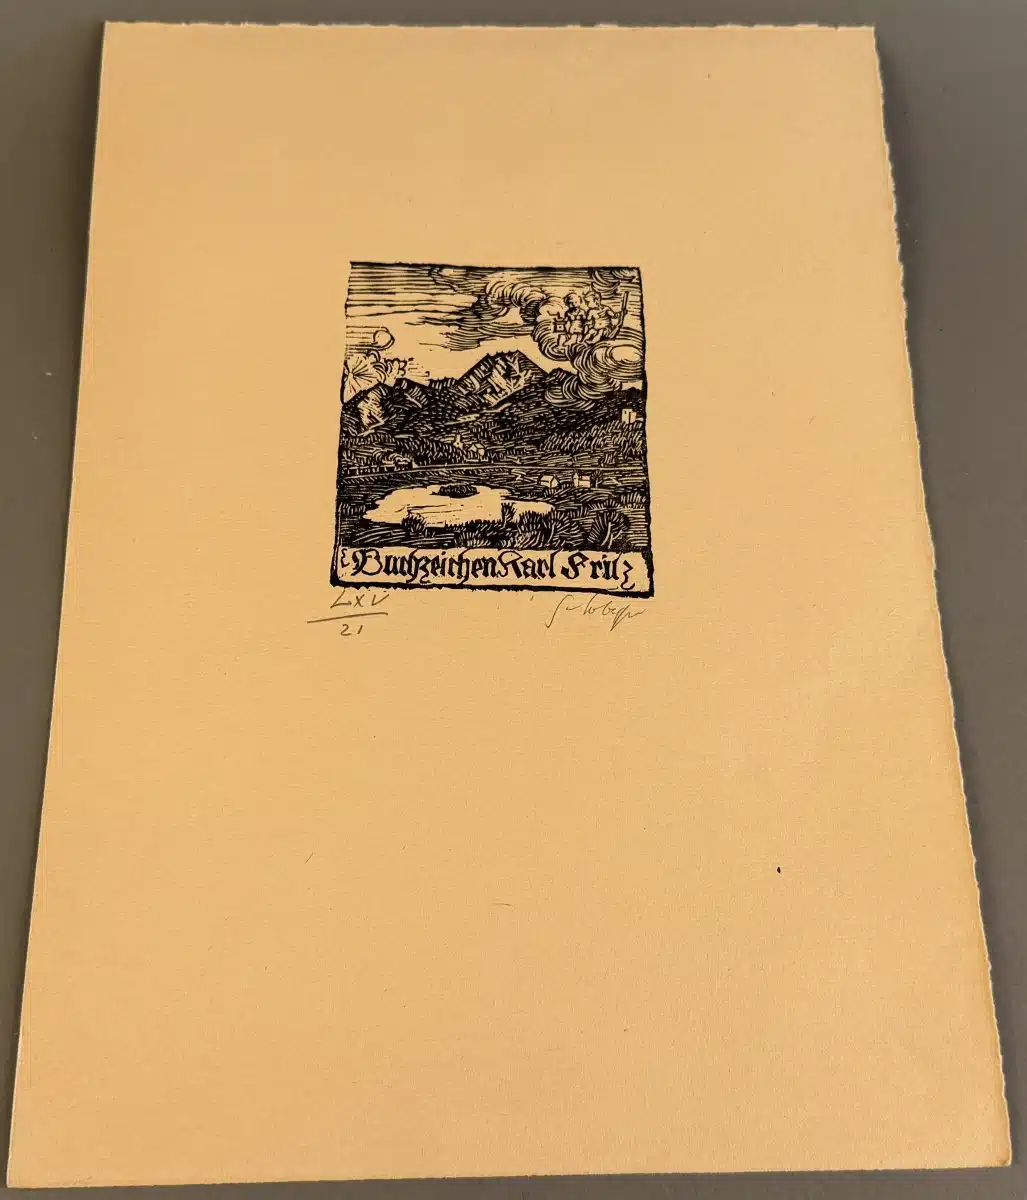 Buchzeichen Karl Fritz
LXV
21